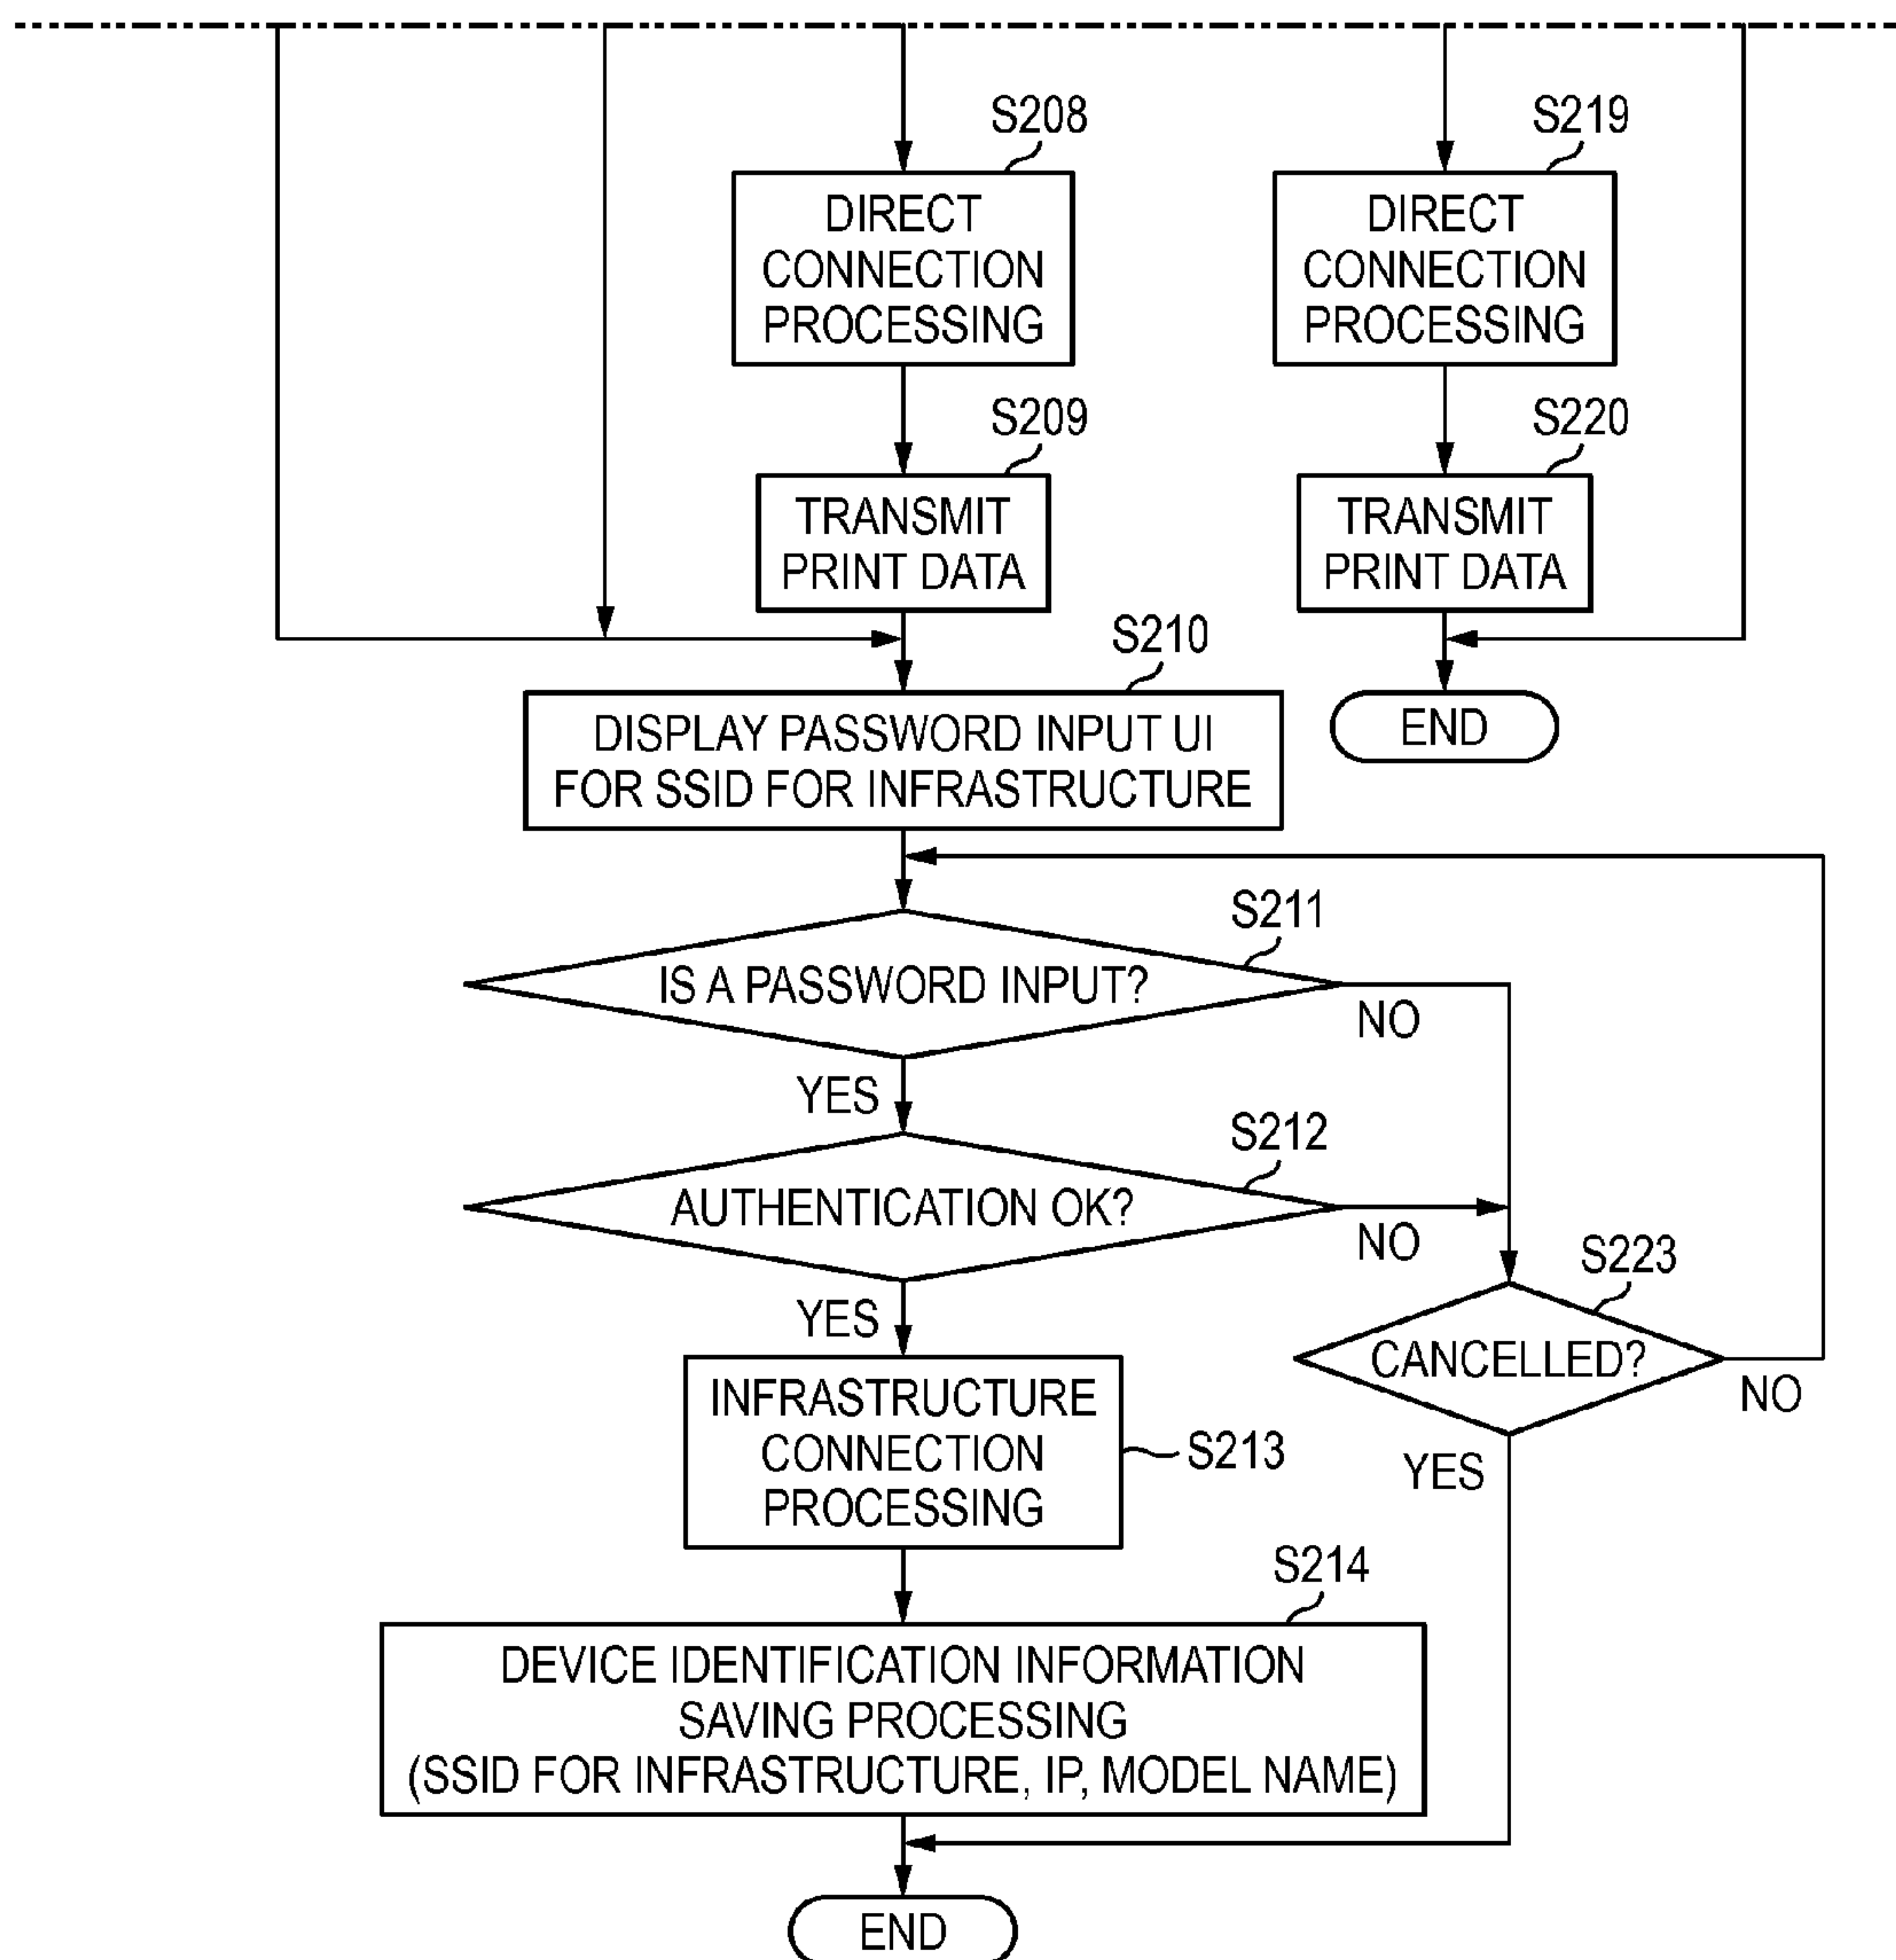 S208
DIRECT
CONNECTION
PROCESSING
S219
DIRECT
CONNECTION
PROCESSING
S209
TRANSMIT
PRINT DATA
S220
TRANSMIT
PRINT DATA
S210
DISPLAY PASSWORD INPUT UI
FOR SSID FOR INFRASTRUCTURE
END
S211
IS A PASSWORD INPUT?
NO
YES
S212
AUTHENTICATION OK?
NO
YES
S223
CANCELLED?
NO
YES
INFRASTRUCTURE
CONNECTION
PROCESSING
S213
S214
DEVICE IDENTIFICATION INFORMATION
SAVING PROCESSING
(SSID FOR INFRASTRUCTURE, IP, MODEL NAME)
END